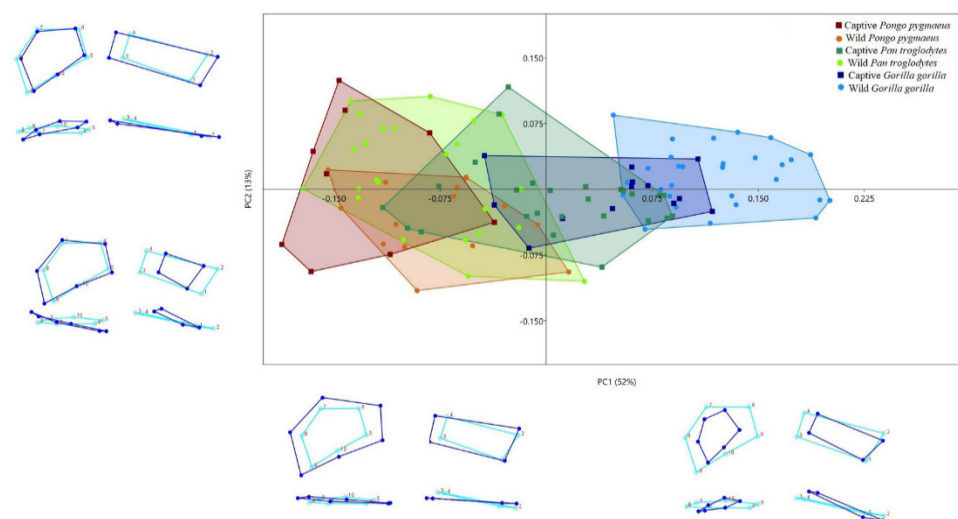 Captive Pongo pygmaeus
Wild Pongo pygmaeus
Captive Pan troglodytes
Wild Pan troglodytes
Captive Gorilla gorilla
Wild Gorilla gorilla
0.150
0.075
-0.150
-0.075
0.075
0.150
0.225
-0.075
-0.150
PC2 (13%)
PC1 (52%)